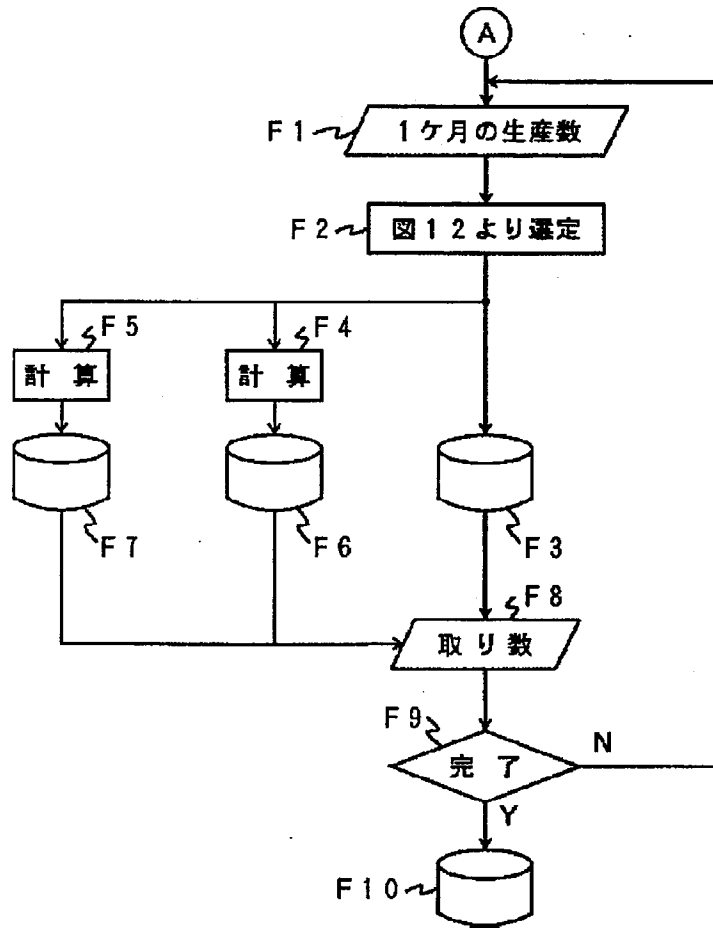 A
F1 1ヶ月の生産数
F2 図12より選定
F5 F4
計算 計算
F7 F6 F3
F8
取り数
F9
完了 N
Y
F10